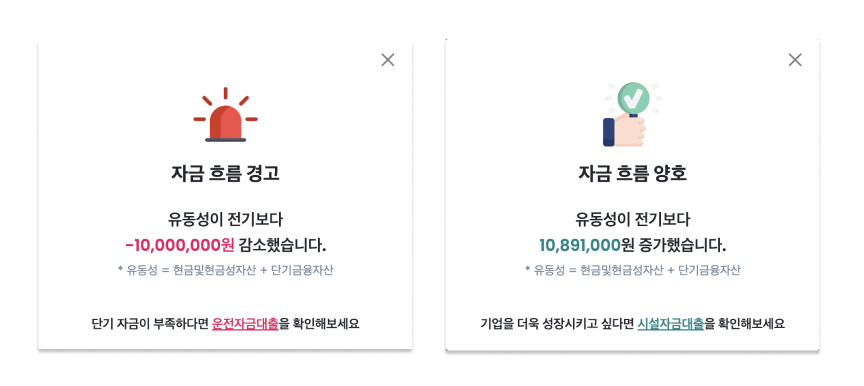 자금 흐름 경고
유동성이 전기보다
-10,000,000원 감소했습니다.
* 유동성 = 현금및현금성자산 + 단기금융자산
단기 자금이 부족하다면 운전자금대출을 확인해보세요
자금 흐름 양호
유동성이 전기보다
10,891,000원 증가했습니다.
* 유동성 = 현금및현금성자산 + 단기금융자산
기업을 더욱 성장시키고 싶다면 시설자금대출을 확인해보세요